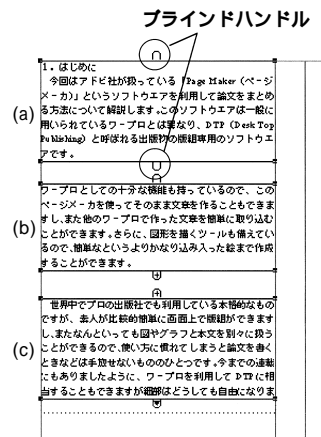 ブラインドハンドル
(a)
1. はじめに
今回はアドビ社が扱っている「Page Maker (ページ
メーカ)」というソフトウエアを利用して論文をまとめ
る方法について解説します。このソフトウエアは一般に
用いられているワープロとは異なり、DTP (Desk Top
Publishing) と呼ばれる出版物の版組専用のソフトウエ
アです。
(b)
ワープロとしての十分な機能も持っているので、この
ページメーカを使ってそのまま文章を作ることもできま
すし、また他のワープロで作った文章を簡単に取り込む
ことができます。さらに、図形を描くツールも備えてい
るので、簡単なというよりかなり込み入った絵まで作成
することができます。
(c)
世界中でプロの出版社でも利用している本格的なもの
ですが、素人が比較的簡単に画面上で版組ができます
し、またなんといっても図やグラフと本文を別々に扱う
ことができるので、使い方に慣れてしまうと論文を書く
ときなどは手放せないもののひとつです。今までの連載
にもありましたように、ワープロを利用して DTP に相
当することもできますが細部はどうしても自由になりま